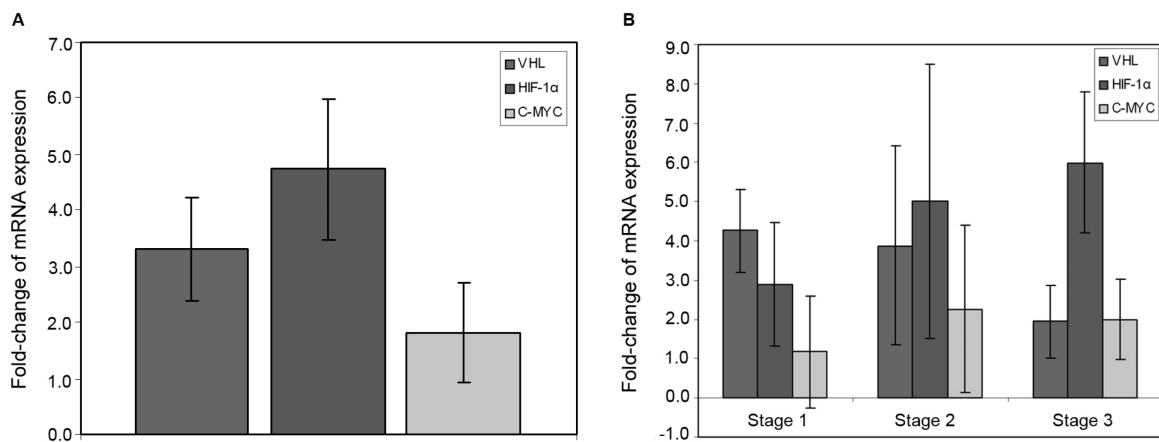 A
Fold-change of mRNA expression
7.0
6.0
5.0
4.0
3.0
2.0
1.0
0.0
VHL
HIF-1α
C-MYC
B
Fold-change of mRNA expression
9.0
8.0
7.0
6.0
5.0
4.0
3.0
2.0
1.0
0.0
-1.0
VHL
HIF-1α
C-MYC
Stage 1
Stage 2
Stage 3